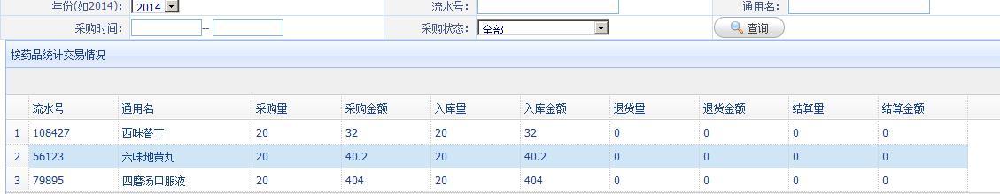 年份(如2014): 2014 流水号: 通用名:
采购时间: -- 采购状态: 全部 查询
按药品统计交易情况
流水号 通用名 采购量 采购金额 入库量 入库金额 退货量 退货金额 结算量 结算金额
1 108427 西咪替丁 20 32 20 32 0 0 0 0
2 56123 六味地黄丸 20 40.2 20 40.2 0 0 0 0
3 79895 四磨汤口服液 20 404 20 404 0 0 0 0